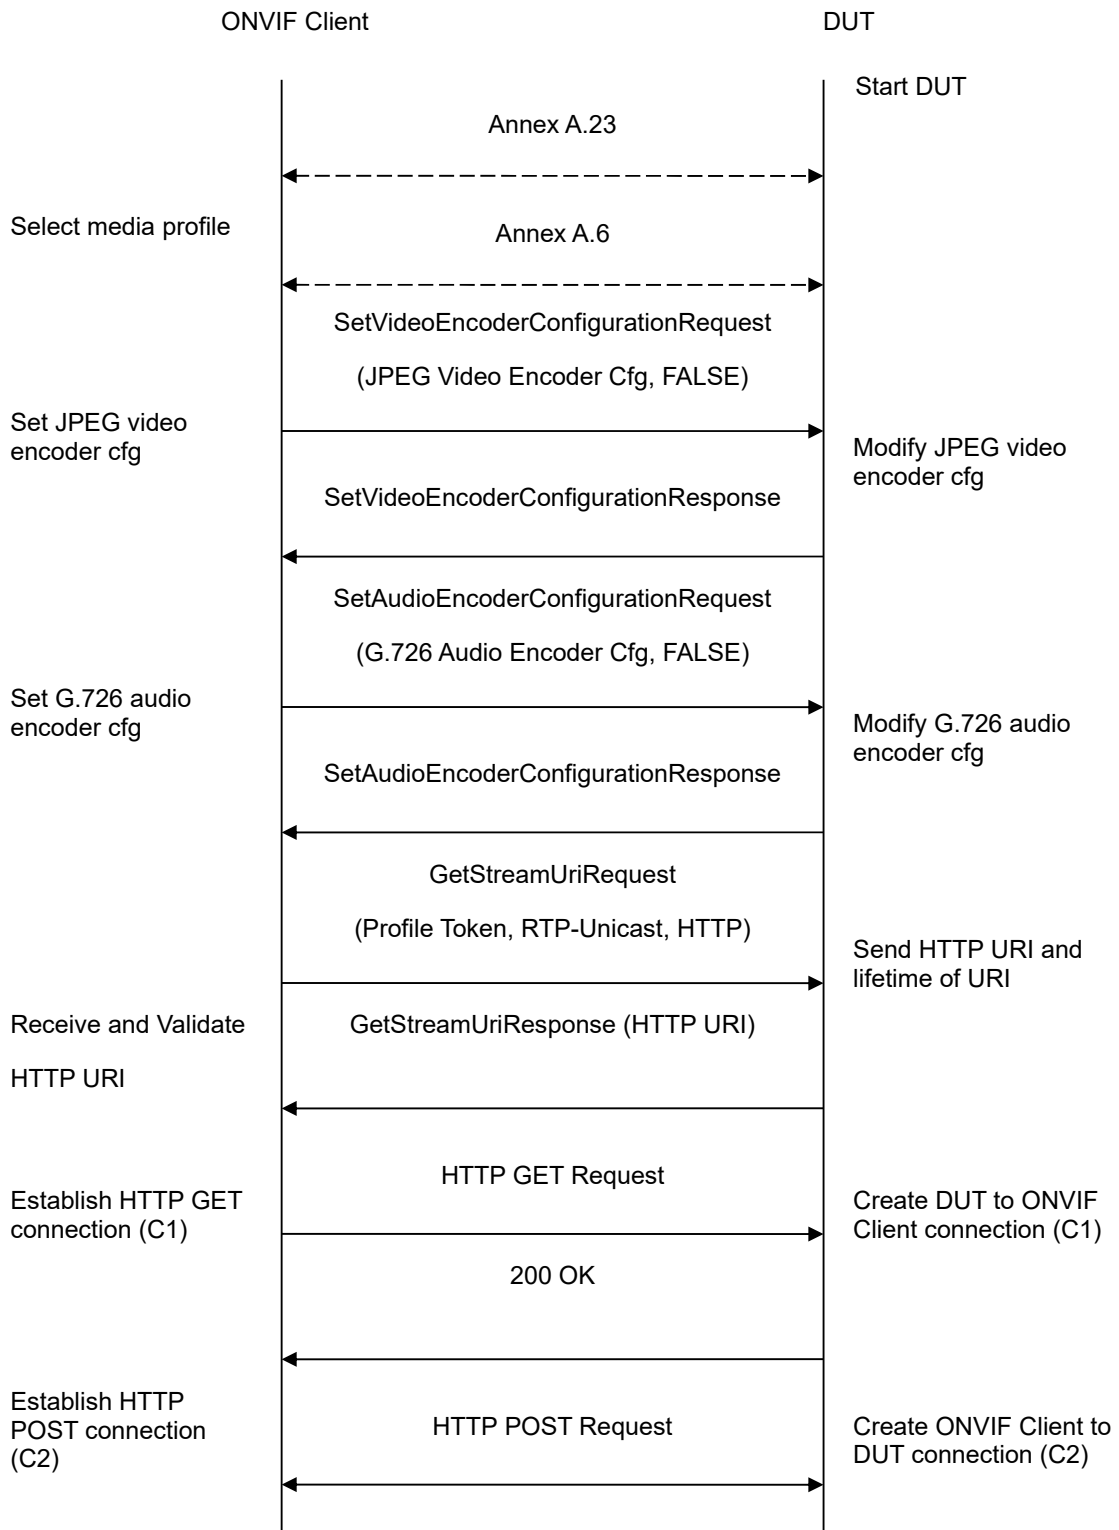 ONVIF Client
DUT
Start DUT
Annex A.23
Select media profile
Annex A.6
SetVideoEncoderConfigurationRequest
(JPEG Video Encoder Cfg, FALSE)
Set JPEG video
encoder cfg
Modify JPEG video
encoder cfg
SetVideoEncoderConfigurationResponse
SetAudioEncoderConfigurationRequest
(G.726 Audio Encoder Cfg, FALSE)
Set G.726 audio
encoder cfg
Modify G.726 audio
encoder cfg
SetAudioEncoderConfigurationResponse
GetStreamUriRequest
(Profile Token, RTP-Unicast, HTTP)
Send HTTP URI and
lifetime of URI
Receive and Validate
HTTP URI
GetStreamUriResponse (HTTP URI)
HTTP GET Request
Establish HTTP GET
connection (C1)
Create DUT to ONVIF
Client connection (C1)
200 OK
Establish HTTP
POST connection
(C2)
HTTP POST Request
Create ONVIF Client to
DUT connection (C2)